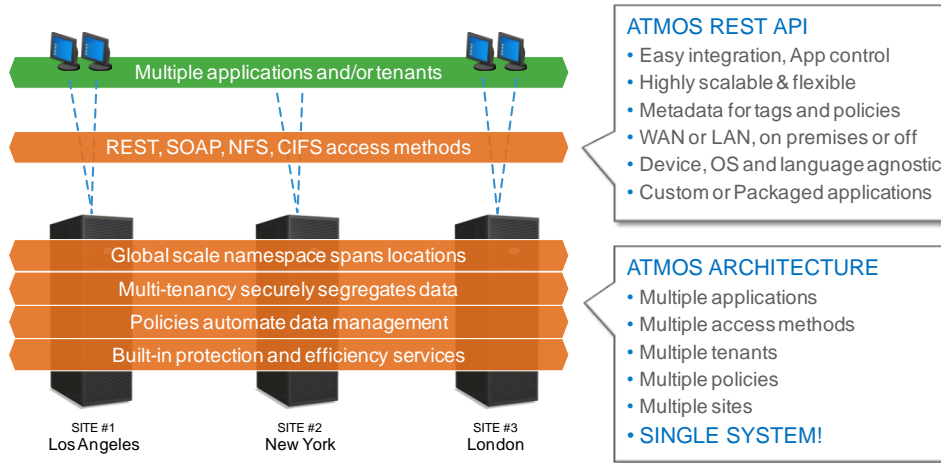 Multiple applications and/or tenants
REST, SOAP, NFS, CIFS access methods
Global scale namespace spans locations
Multi-tenancy securely segregates data
Policies automate data management
Built-in protection and efficiency services
SITE #1
Los Angeles
SITE #2
New York
SITE #3
London
ATMOS REST API
• Easy integration, App control
• Highly scalable & flexible
• Metadata for tags and policies
• WAN or LAN, on premises or off
• Device, OS and language agnostic
• Custom or Packaged applications
ATMOS ARCHITECTURE
• Multiple applications
• Multiple access methods
• Multiple tenants
• Multiple policies
• Multiple sites
• SINGLE SYSTEM!